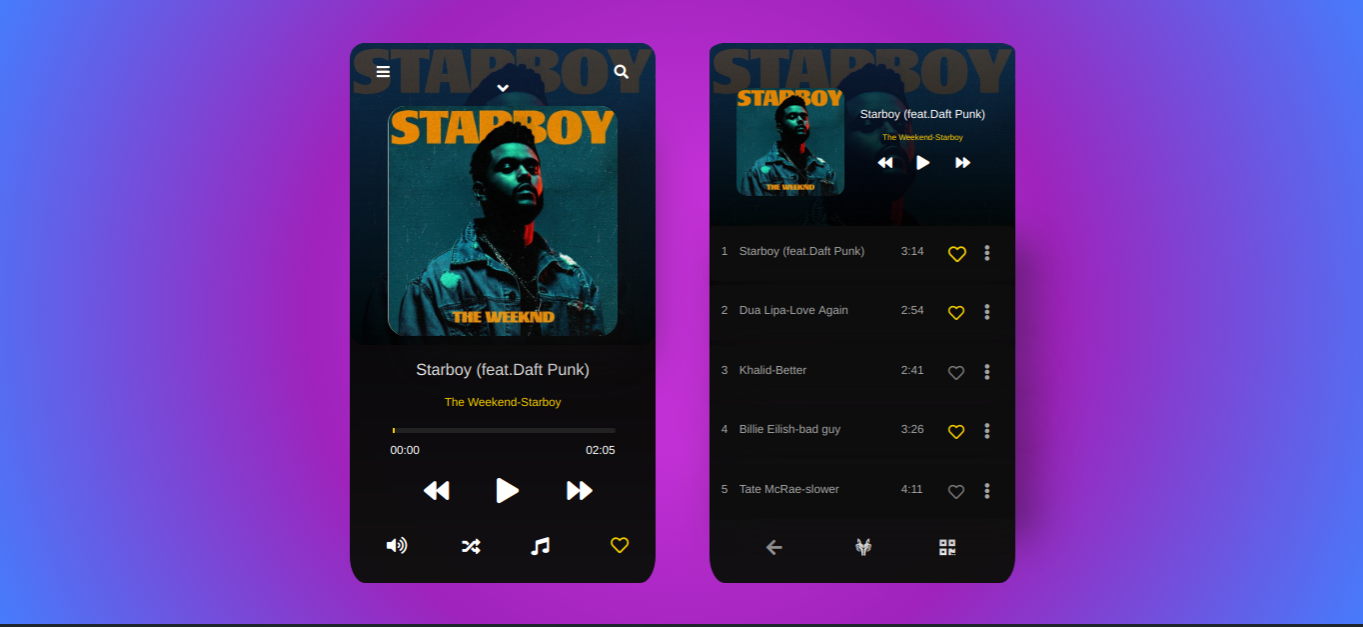 STARBOY
STARBOY
THE WEEKND
Starboy (feat.Daft Punk)
The Weekend-Starboy
00:00 02:05
STARBOY
STARBOY
THE WEEKND
Starboy (feat.Daft Punk)
The Weekend-Starboy
1 Starboy (feat.Daft Punk) 3:14
2 Dua Lipa-Love Again 2:54
3 Khalid-Better 2:41
4 Billie Eilish-bad guy 3:26
5 Tate McRae-slower 4:11